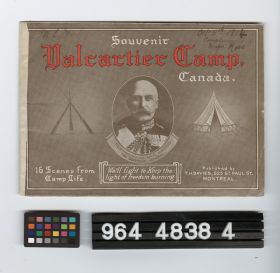 Souvenir
Valcartier Camp,
Canada.
16 Scenes from
Camp Life
We'll fight to keep the
light of freedom burning
Published by
T.H. DAVIES, 523 ST. PAUL ST.
MONTREAL.
964 4838 4